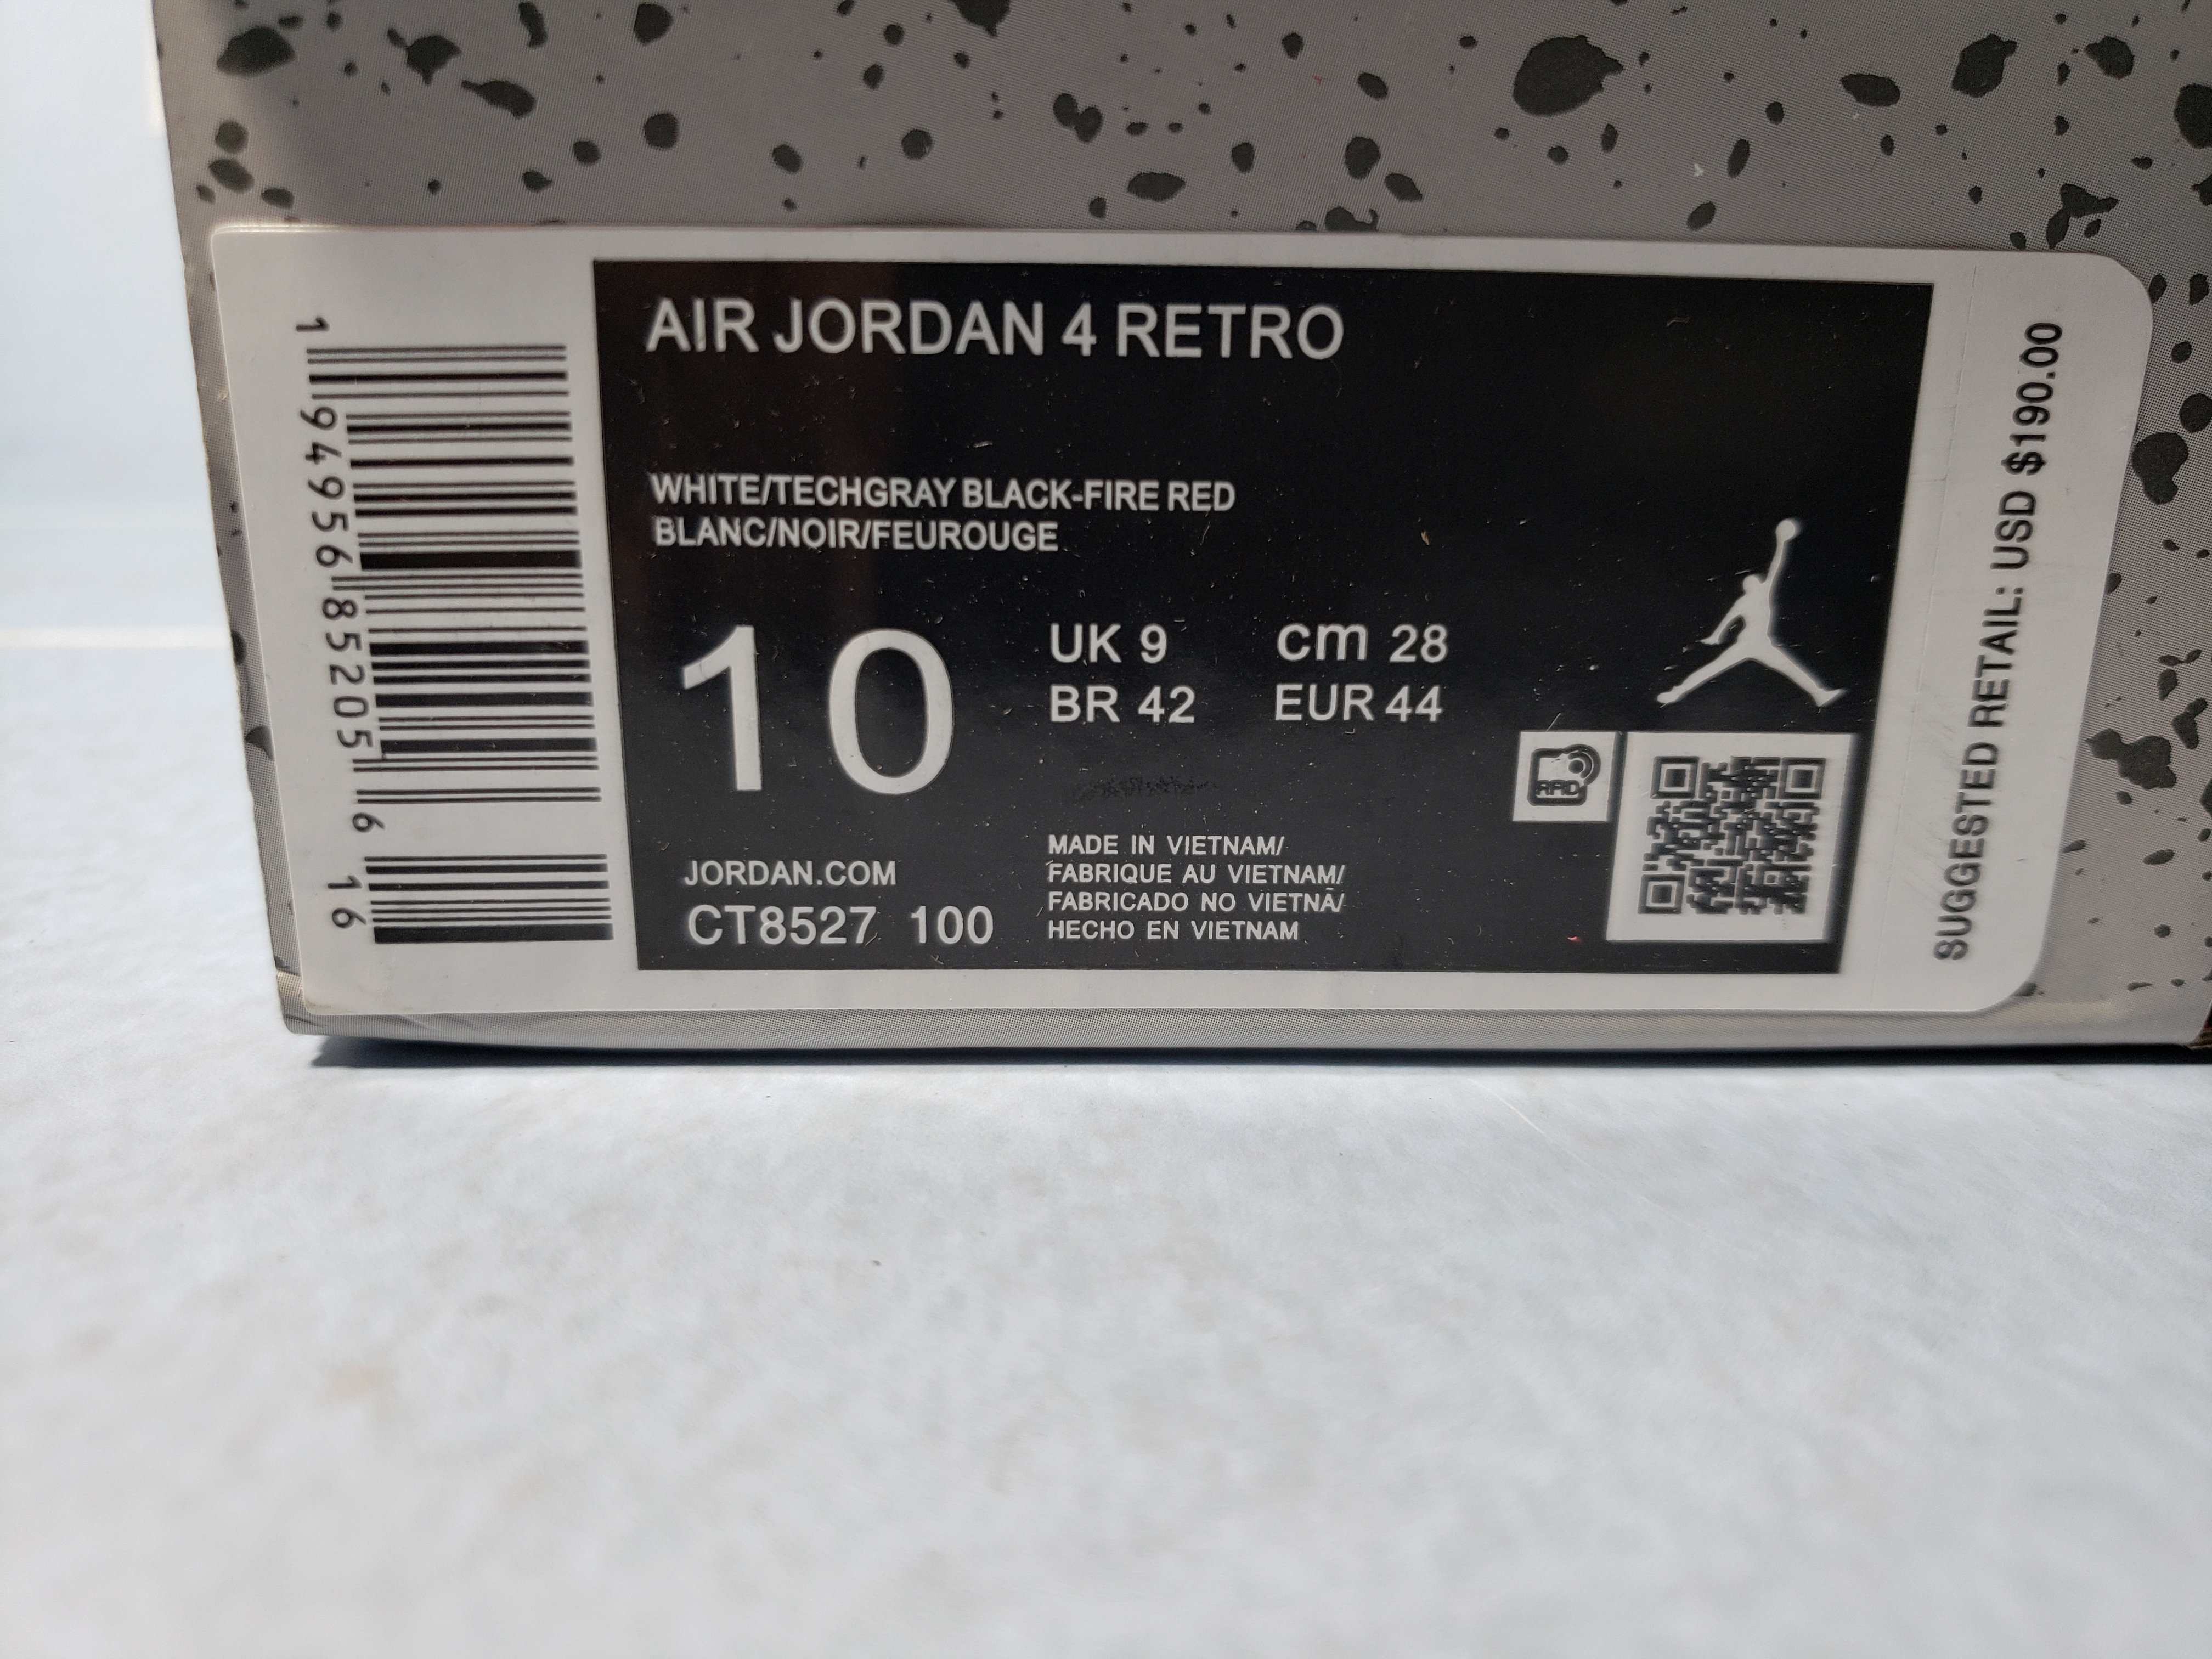 AIR JORDAN 4 RETRO
WHITE/TECHGRAY BLACK-FIRE RED
BLANC/NOIR/FEUROUGE
10
UK 9 cm 28
BR 42 EUR 44
JORDAN.COM
CT8527 100
MADE IN VIETNAM/
FABRIQUE AU VIETNAM/
FABRICADO NO VIETNÃ/
HECHO EN VIETNAM
RFID
1 94956 85205 6 16
SUGGESTED RETAIL: USD $190.00